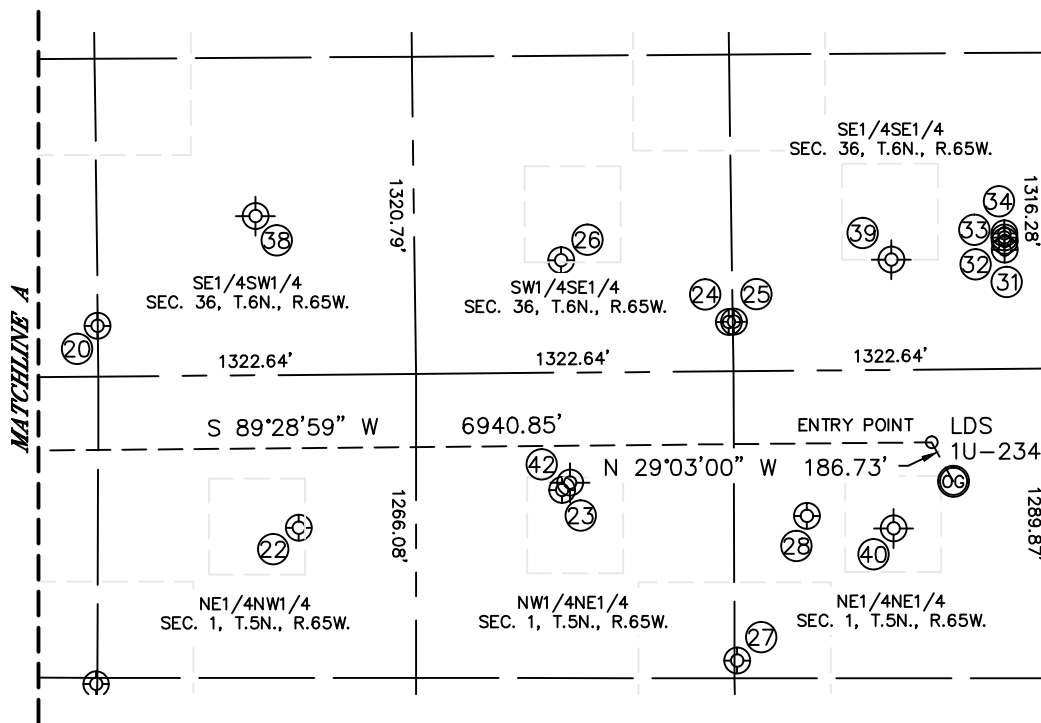 SE1/4SE1/4
SEC. 36, T.6N., R.65W.
1320.79'
1316.28'
34
33
32
31
39
38
26
SE1/4SW1/4
SEC. 36, T.6N., R.65W.
SW1/4SE1/4
SEC. 36, T.6N., R.65W.
24
25
20
MATCHLINE A
1322.64'
1322.64'
1322.64'
S 89°28'59" W 6940.85'
ENTRY POINT
LDS
1U-234
N 29°03'00" W 186.73'
OG
42
23
22
28
40
1266.08'
1289.87'
NE1/4NW1/4
SEC. 1, T.5N., R.65W.
NW1/4NE1/4
SEC. 1, T.5N., R.65W.
NE1/4NE1/4
SEC. 1, T.5N., R.65W.
27